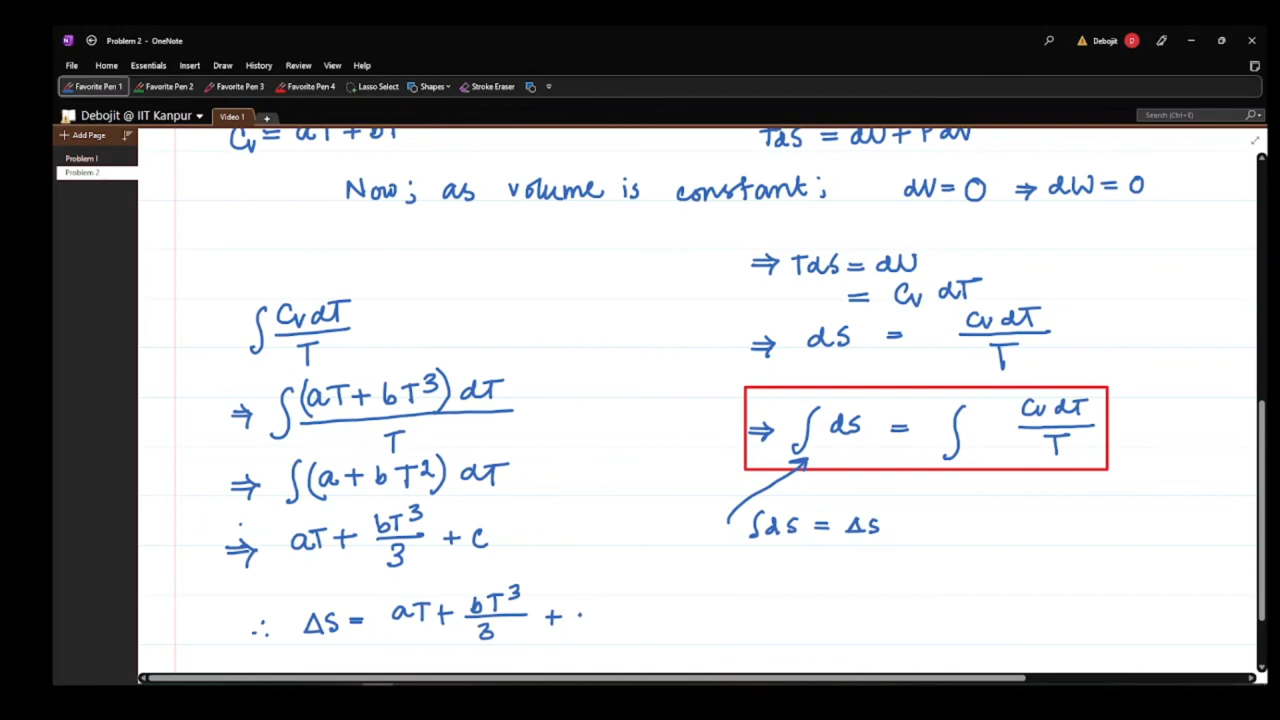 Problem 2 - OneNote
Debojit D
File Home Essentials Insert Draw History Review View Help
Favorite Pen 1 Favorite Pen 2 Favorite Pen 3 Favorite Pen 4 Lasso Select Shapes Stroke Eraser
Debojit @ IIT Kanpur Video 1 +
Search (Ctrl+E)
+ Add Page
Problem I
Problem 2
TdS = dU + PdV
Now; as volume is constant; dV = 0 ⇒ dW = 0
⇒ TdS = dU
= Cv dT
⇒ dS = Cv dT / T
⇒ ∫ dS = ∫ Cv dT / T
∫dS = ΔS
∫ Cv dT / T
⇒ ∫ (aT + bT³) dT / T
⇒ ∫(a + bT²) dT
⇒ aT + bT³/3 + C
∴ ΔS = aT + bT³/3 +